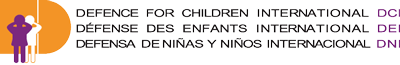 DEFENCE FOR CHILDREN INTERNATIONAL DCI
DÉFENSE DES ENFANTS INTERNATIONAL DEI
DEFENSA DE NIÑAS Y NIÑOS INTERNACIONAL DNI